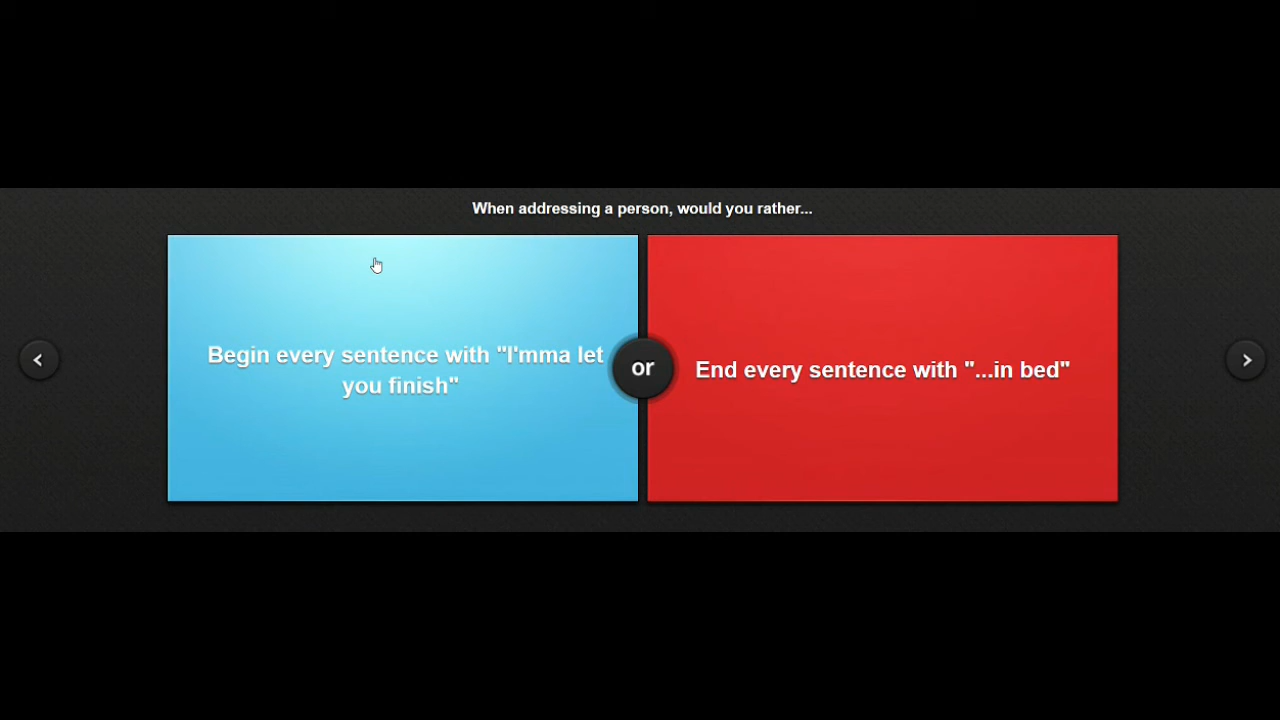 When addressing a person, would you rather...
Begin every sentence with "I'mma let
you finish"
or
End every sentence with "...in bed"